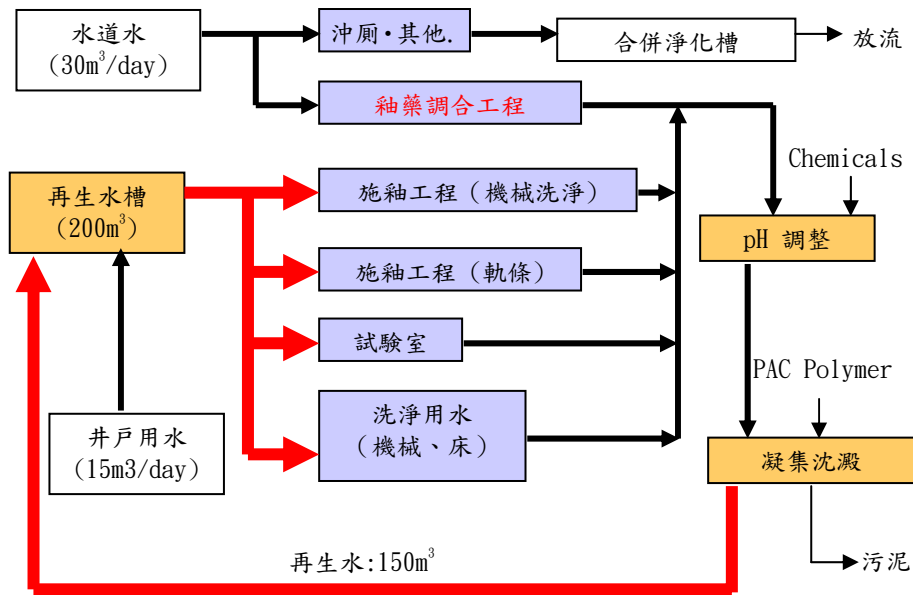 水道水
(30m³/day)
沖厠・其他.
合併淨化槽
放流
釉藥調合工程
Chemicals
再生水槽
(200m³)
施釉工程（機械洗淨）
pH 調整
施釉工程（軌條）
試驗室
PAC Polymer
井戸用水
(15m3/day)
洗淨用水
（機械、床）
凝集沈澱
再生水:150m³
污泥